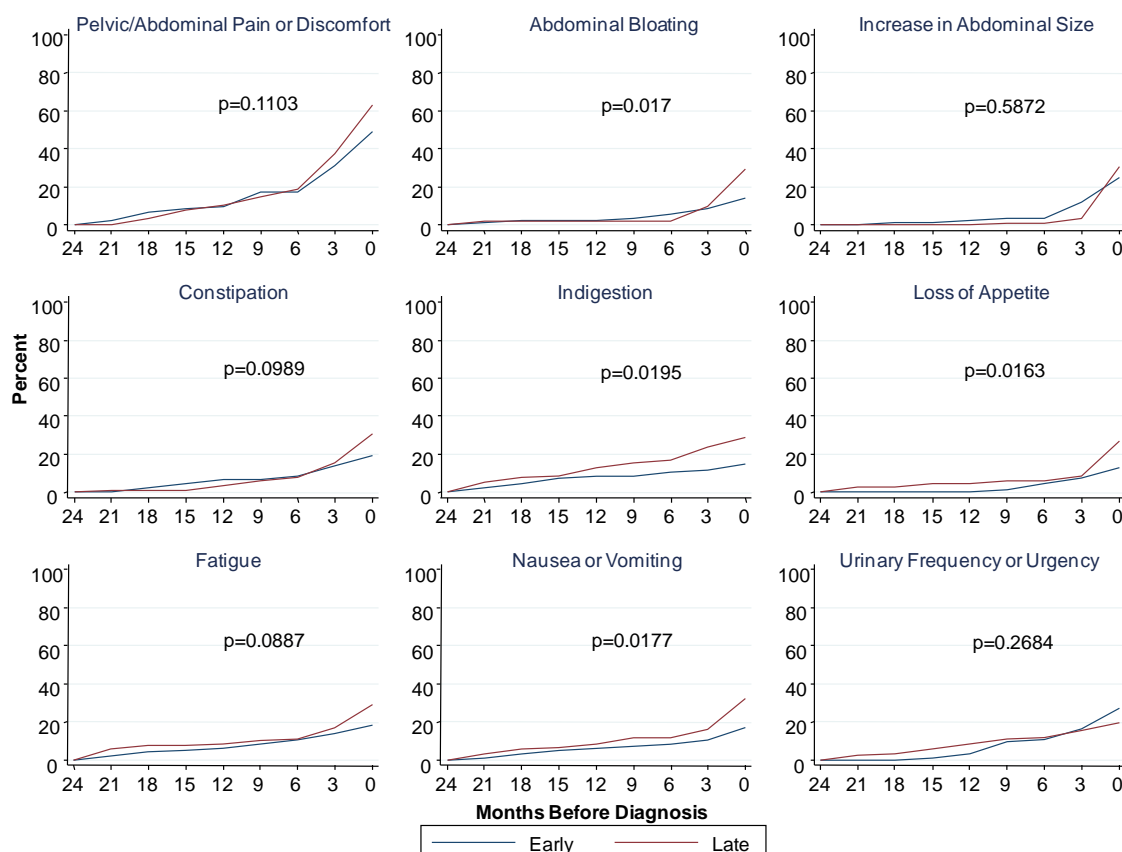 Pelvic/Abdominal Pain or Discomfort
100
80
60
40
20
0
p=0.1103
24 21 18 15 12 9 6 3 0
Abdominal Bloating
100
80
60
40
20
0
p=0.017
24 21 18 15 12 9 6 3 0
Increase in Abdominal Size
100
80
60
40
20
0
p=0.5872
24 21 18 15 12 9 6 3 0
Percent
Constipation
100
80
60
40
20
0
p=0.0989
24 21 18 15 12 9 6 3 0
Indigestion
100
80
60
40
20
0
p=0.0195
24 21 18 15 12 9 6 3 0
Loss of Appetite
100
80
60
40
20
0
p=0.0163
24 21 18 15 12 9 6 3 0
Fatigue
100
80
60
40
20
0
p=0.0887
24 21 18 15 12 9 6 3 0
Nausea or Vomiting
100
80
60
40
20
0
p=0.0177
24 21 18 15 12 9 6 3 0
Urinary Frequency or Urgency
100
80
60
40
20
0
p=0.2684
24 21 18 15 12 9 6 3 0
Months Before Diagnosis
Early Late